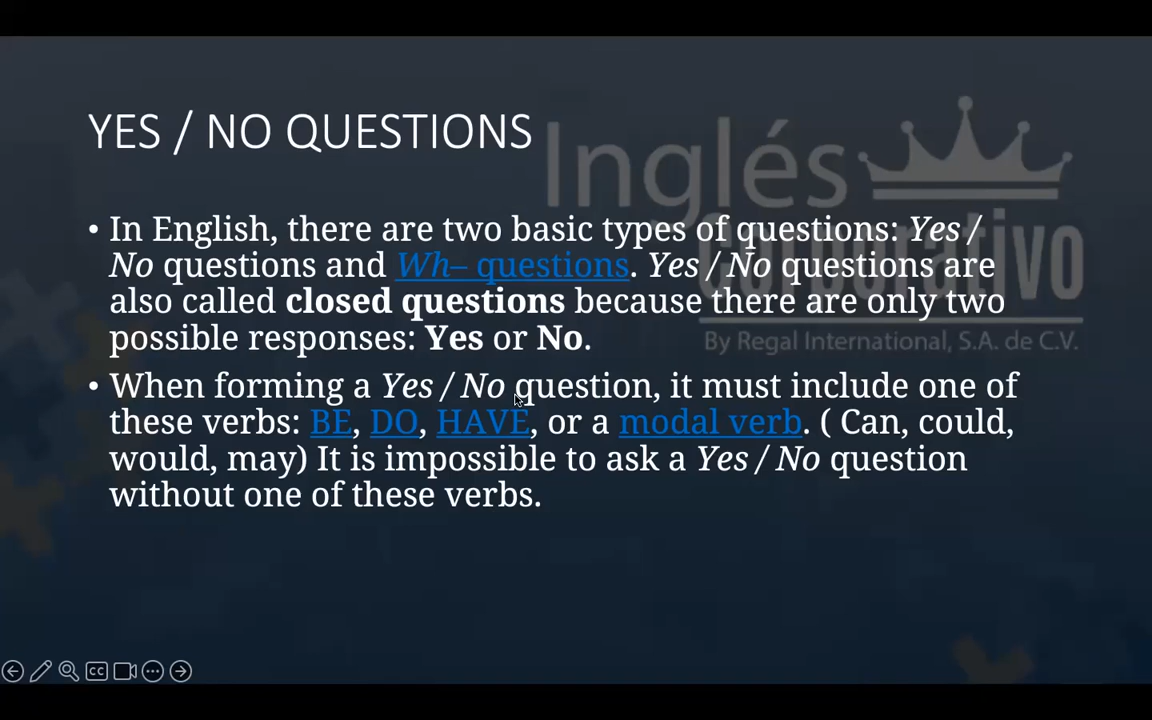 YES / NO QUESTIONS
Inglés
corporativo
By Regal International, S.A. de C.V.
• In English, there are two basic types of questions: Yes /
No questions and Wh– questions. Yes / No questions are
also called closed questions because there are only two
possible responses: Yes or No.
• When forming a Yes / No question, it must include one of
these verbs: BE, DO, HAVE, or a modal verb. ( Can, could,
would, may) It is impossible to ask a Yes / No question
without one of these verbs.
CC